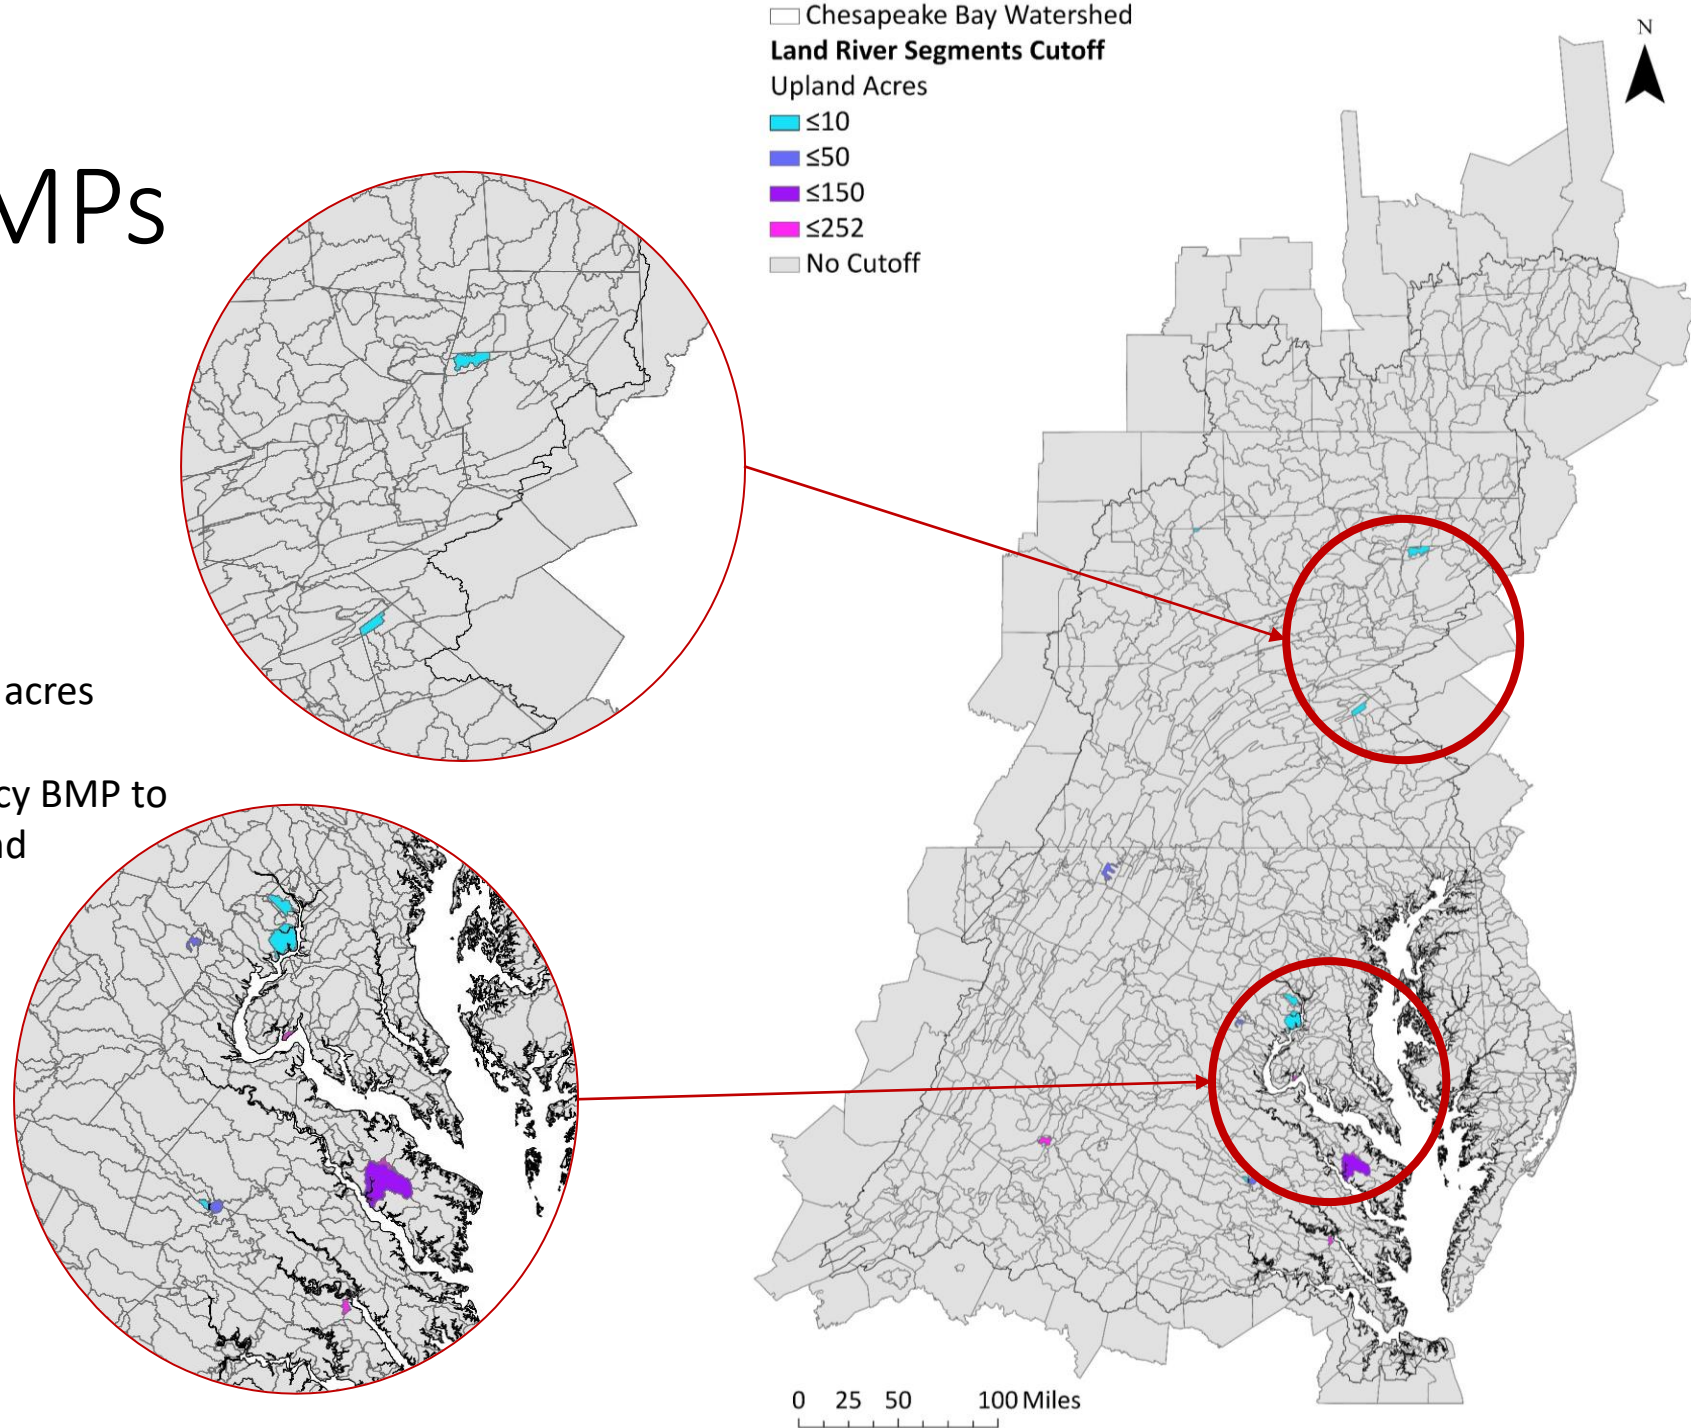 MPs
acres
cy BMP to
nd
Chesapeake Bay Watershed
Land River Segments Cutoff
Upland Acres
≤10
≤50
≤150
≤252
No Cutoff
N
0 25 50 100 Miles